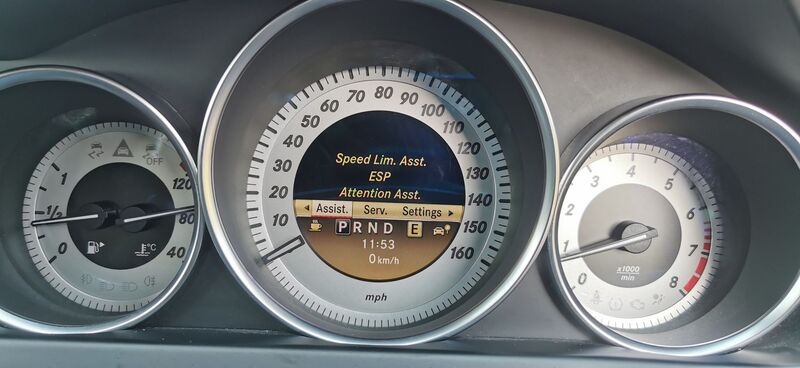 OFF
1
1/2
0
120
80
40
°C
10
20
30
40
50
60
70
80
90
100
110
120
130
140
150
160
Speed Lim. Asst.
ESP
Attention Asst.
Assist. Serv. Settings
P R N D E
11:53
0 km/h
mph
0
1
2
3
4
5
6
7
8
x1000
min